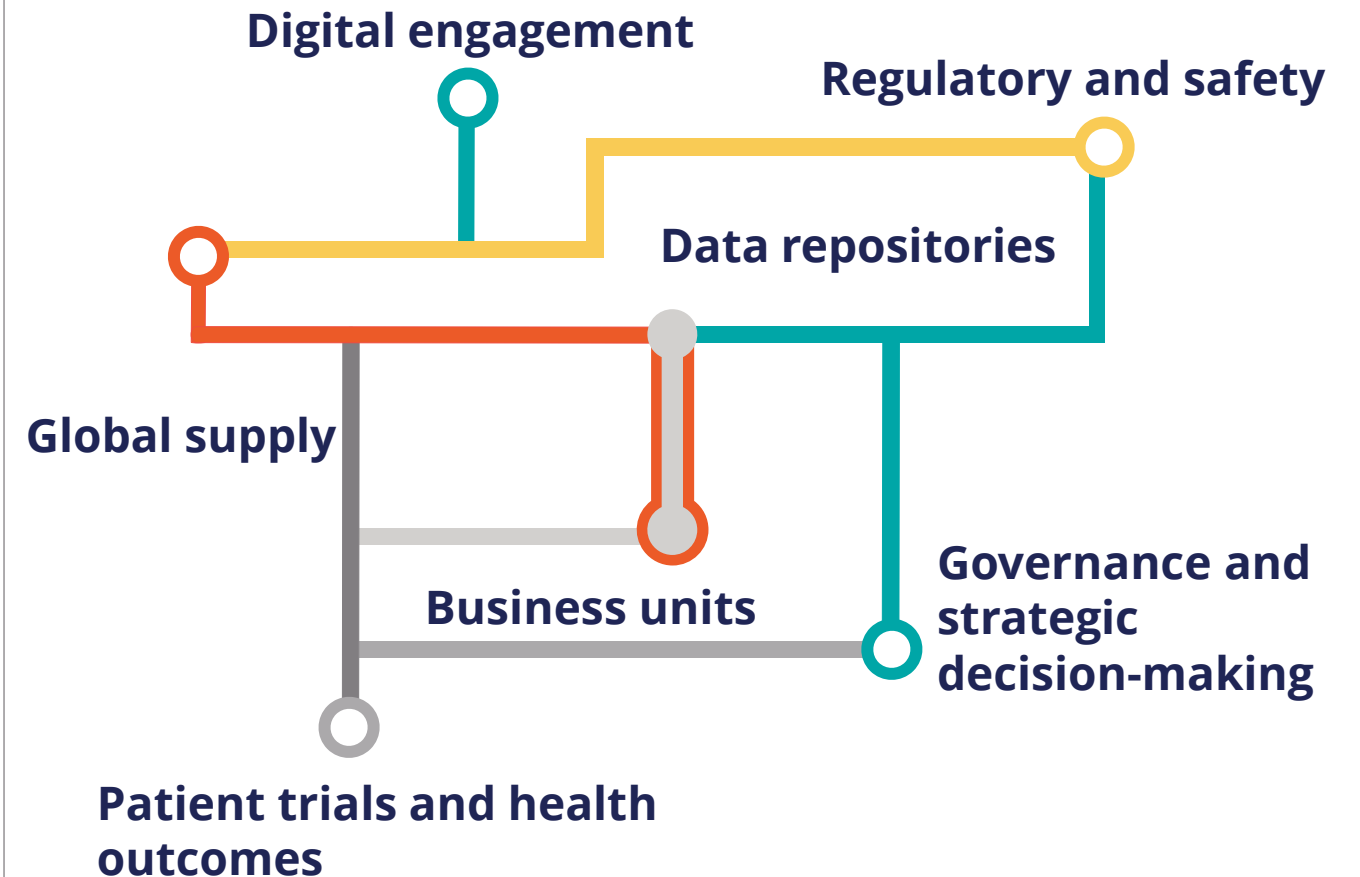 Digital engagement
Regulatory and safety
Data repositories
Global supply
Governance and
strategic
decision-making
Business units
Patient trials and health
outcomes